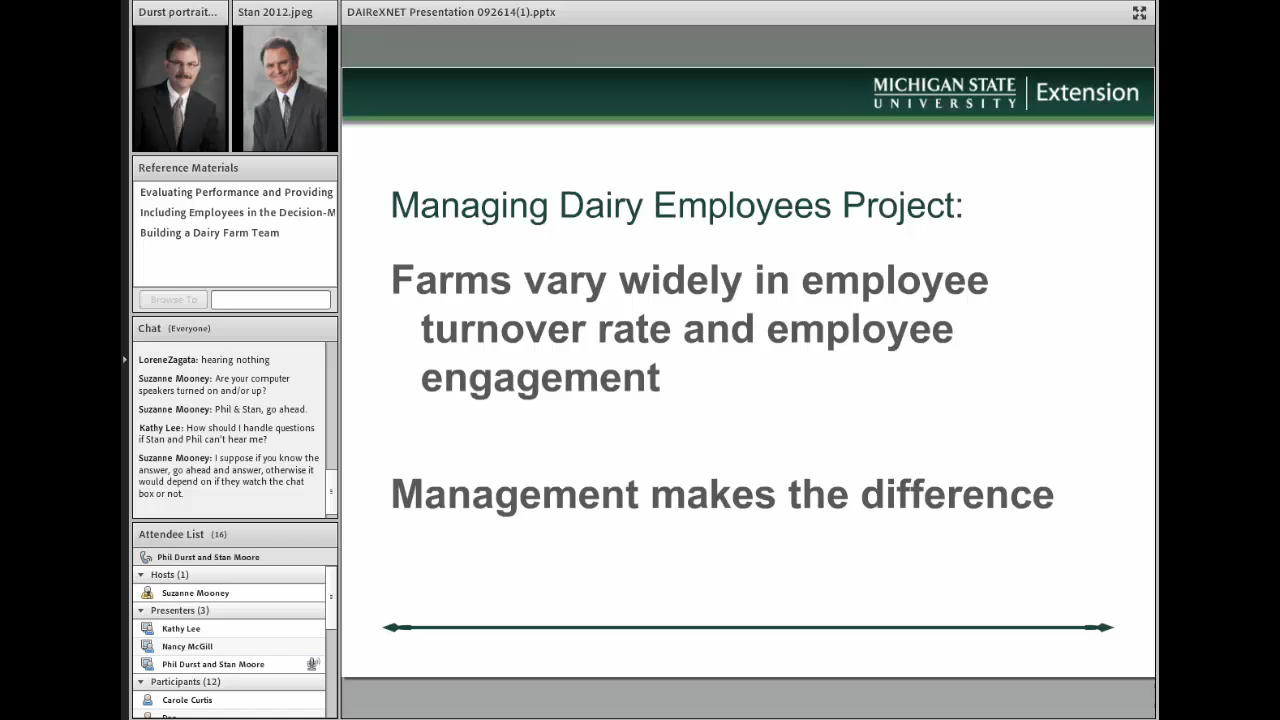 Durst portrait...
Stan 2012.jpeg
DAIReXNET Presentation 092614(1).pptx
MICHIGAN STATE
UNIVERSITY
Extension
Reference Materials
Evaluating Performance and Providing
Including Employees in the Decision-M
Building a Dairy Farm Team
Browse To
Chat (Everyone)
LoreneZagata: hearing nothing
Suzanne Mooney: Are your computer
speakers turned on and/or up?
Suzanne Mooney: Phil & Stan, go ahead.
Kathy Lee: How should I handle questions
if Stan and Phil can't hear me?
Suzanne Mooney: I suppose if you know the
answer, go ahead and answer, otherwise it
would depend on if they watch the chat
box or not.
Attendee List (16)
Phil Durst and Stan Moore
Hosts (1)
Suzanne Mooney
Presenters (3)
Kathy Lee
Nancy McGill
Phil Durst and Stan Moore
Participants (12)
Carole Curtis
Managing Dairy Employees Project:
Farms vary widely in employee
turnover rate and employee
engagement
Management makes the difference